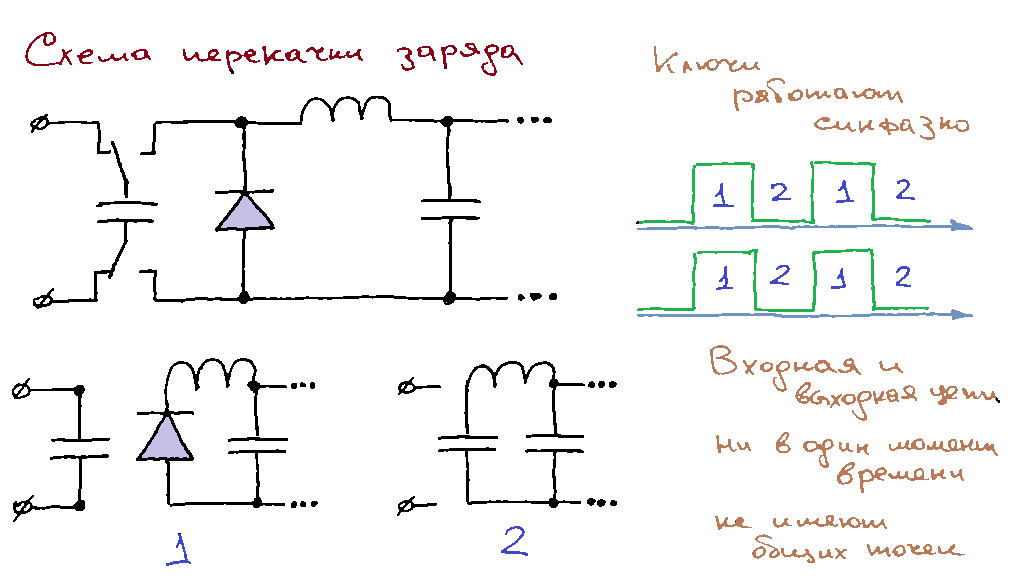 Схема перекачки заряда
Ключи
работают
синфазно
1 2 1 2
1 2 1 2
Входная и
выходная цепи
ни в один момент
времени
не имеют
общих точек
1 2